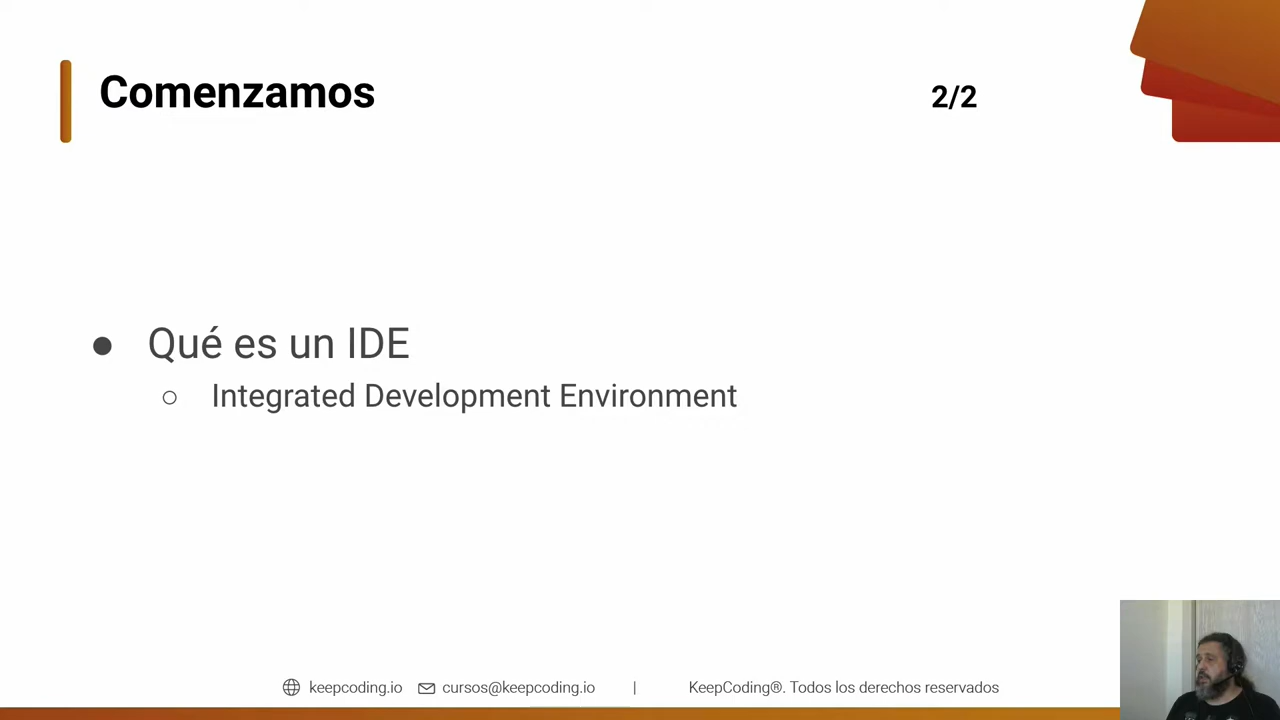 Comenzamos
2/2
Qué es un IDE
Integrated Development Environment
keepcoding.io cursos@keepcoding.io | KeepCoding®. Todos los derechos reservados